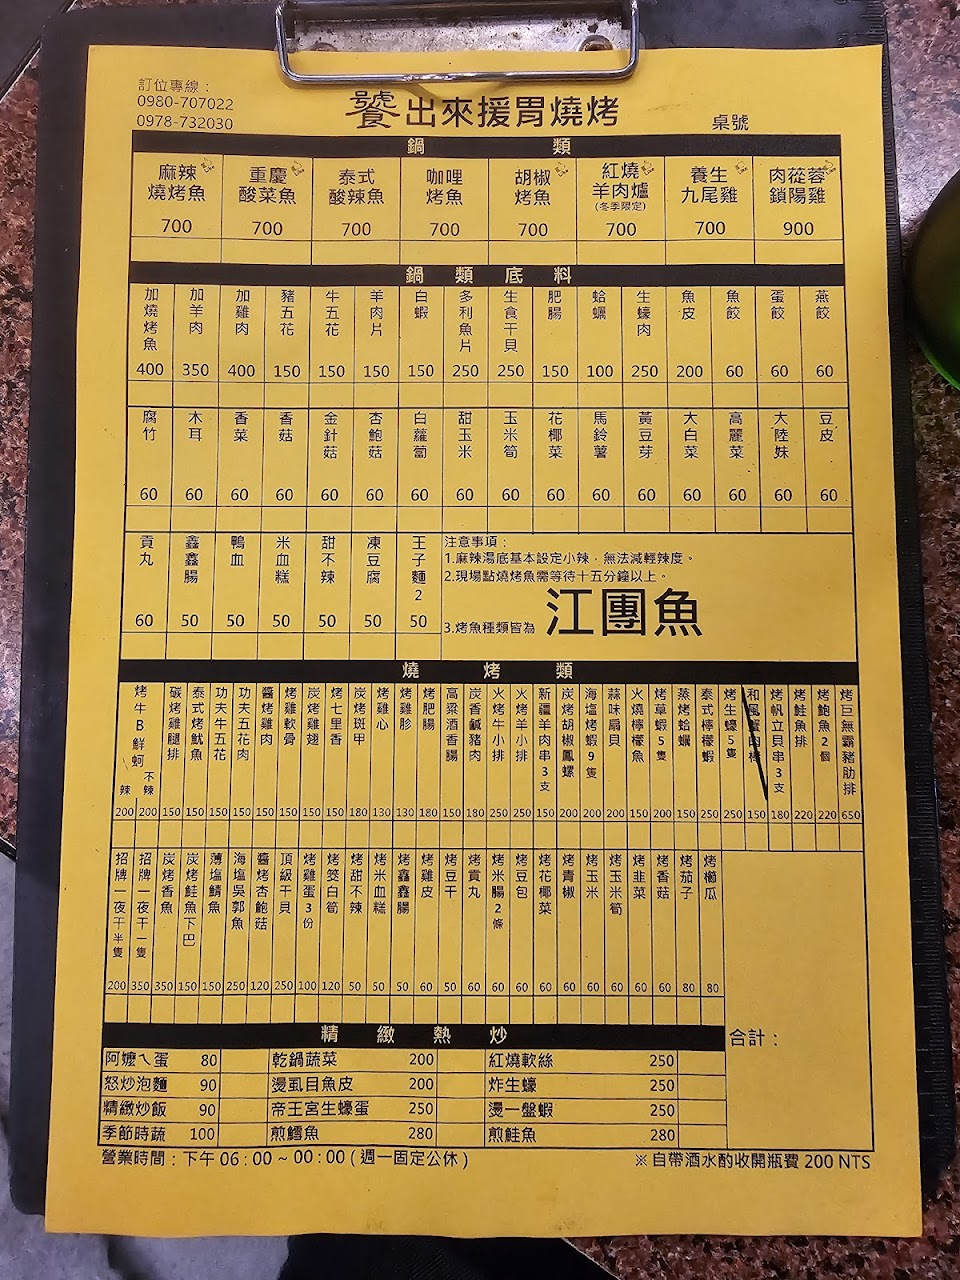 訂位專線：
0980-707022
0978-732030
饕出來援胃燒烤
桌號
鍋類
麻辣燒烤魚 700
重慶酸菜魚 700
泰式酸辣魚 700
咖哩烤魚 700
胡椒烤魚 700
紅燒羊肉爐(冬季限定) 700
養生九尾雞 700
肉蓯蓉鎖陽雞 900
鍋類底料
加燒烤魚 400
加羊肉 350
加雞肉 400
豬五花 150
牛五花 150
羊肉片 150
白蝦 150
多利魚片 250
生食干貝 250
肥腸 150
蛤蠣 100
生蠔肉 250
魚皮 200
魚餃 60
蛋餃 60
燕餃 60
腐竹 60
木耳 60
香菜 60
香菇 60
金針菇 60
杏鮑菇 60
白蘿蔔 60
甜玉米 60
玉米筍 60
花椰菜 60
馬鈴薯 60
黃豆芽 60
大白菜 60
高麗菜 60
大陸妹 60
豆皮 60
貢丸 60
鑫鑫腸 50
鴨血 50
米血糕 50
甜不辣 50
凍豆腐 50
王子麵2 50
注意事項：
1.麻辣湯底基本設定小辣，無法減輕辣度。
2.現場點燒烤魚需等待十五分鐘以上。
3.烤魚種類皆為 江團魚
燒烤類
烤牛B鮮蚵 辣 200 不辣 200
碳烤雞腿排 150
泰式烤魷魚 150
功夫牛五花 150
功夫五花肉 150
醬烤雞肉 150
烤雞軟骨 150
炭烤雞翅 150
烤七里香 150
炭烤斑甲 180
烤雞心 130
烤雞胗 130
烤肥腸 180
高粱酒香腸 150
炭香鹹豬肉 180
火烤牛小排 250
火烤羊小排 250
新疆羊肉串3支 150
炭烤胡椒鳳螺 200
海塩烤蝦9隻 200
蒜味扇貝 200
火燒檸檬魚 150
烤草蝦5隻 200
蒸烤蛤蠣 150
泰式檸檬蝦 250
烤生蠔5隻 250
和風蟹肉棒 150
烤帆立貝串3支 180
烤鮭魚排 220
烤鮑魚2個 220
烤巨無霸豬肋排 650
招牌一夜干半隻 200
招牌一夜干一隻 350
炭烤香魚 350
炭烤鮭魚下巴 150
薄塩鯖魚 150
海塩吳郭魚 250
醬烤杏鮑菇 120
頂級干貝 250
烤雞蛋3份 100
烤筊白筍 120
烤甜不辣 50
烤米血糕 50
烤鑫鑫腸 50
烤雞皮 60
烤豆干 50
烤貢丸 60
烤米腸2條 60
烤豆包 60
烤花椰菜 60
烤青椒 60
烤玉米 60
烤玉米筍 60
烤韭菜 60
烤香菇 60
烤茄子 80
烤櫛瓜 80
精緻熱炒
阿嬤ㄟ蛋 80 乾鍋蔬菜 200 紅燒軟絲 250
怒炒泡麵 90 燙虱目魚皮 200 炸生蠔 250
精緻炒飯 90 帝王宮生蠔蛋 250 燙一盤蝦 250
季節時蔬 100 煎鱈魚 280 煎鮭魚 280
合計：
營業時間：下午 06：00 ~ 00：00 ( 週一固定公休 )
※ 自帶酒水酌收開瓶費 200 NTS